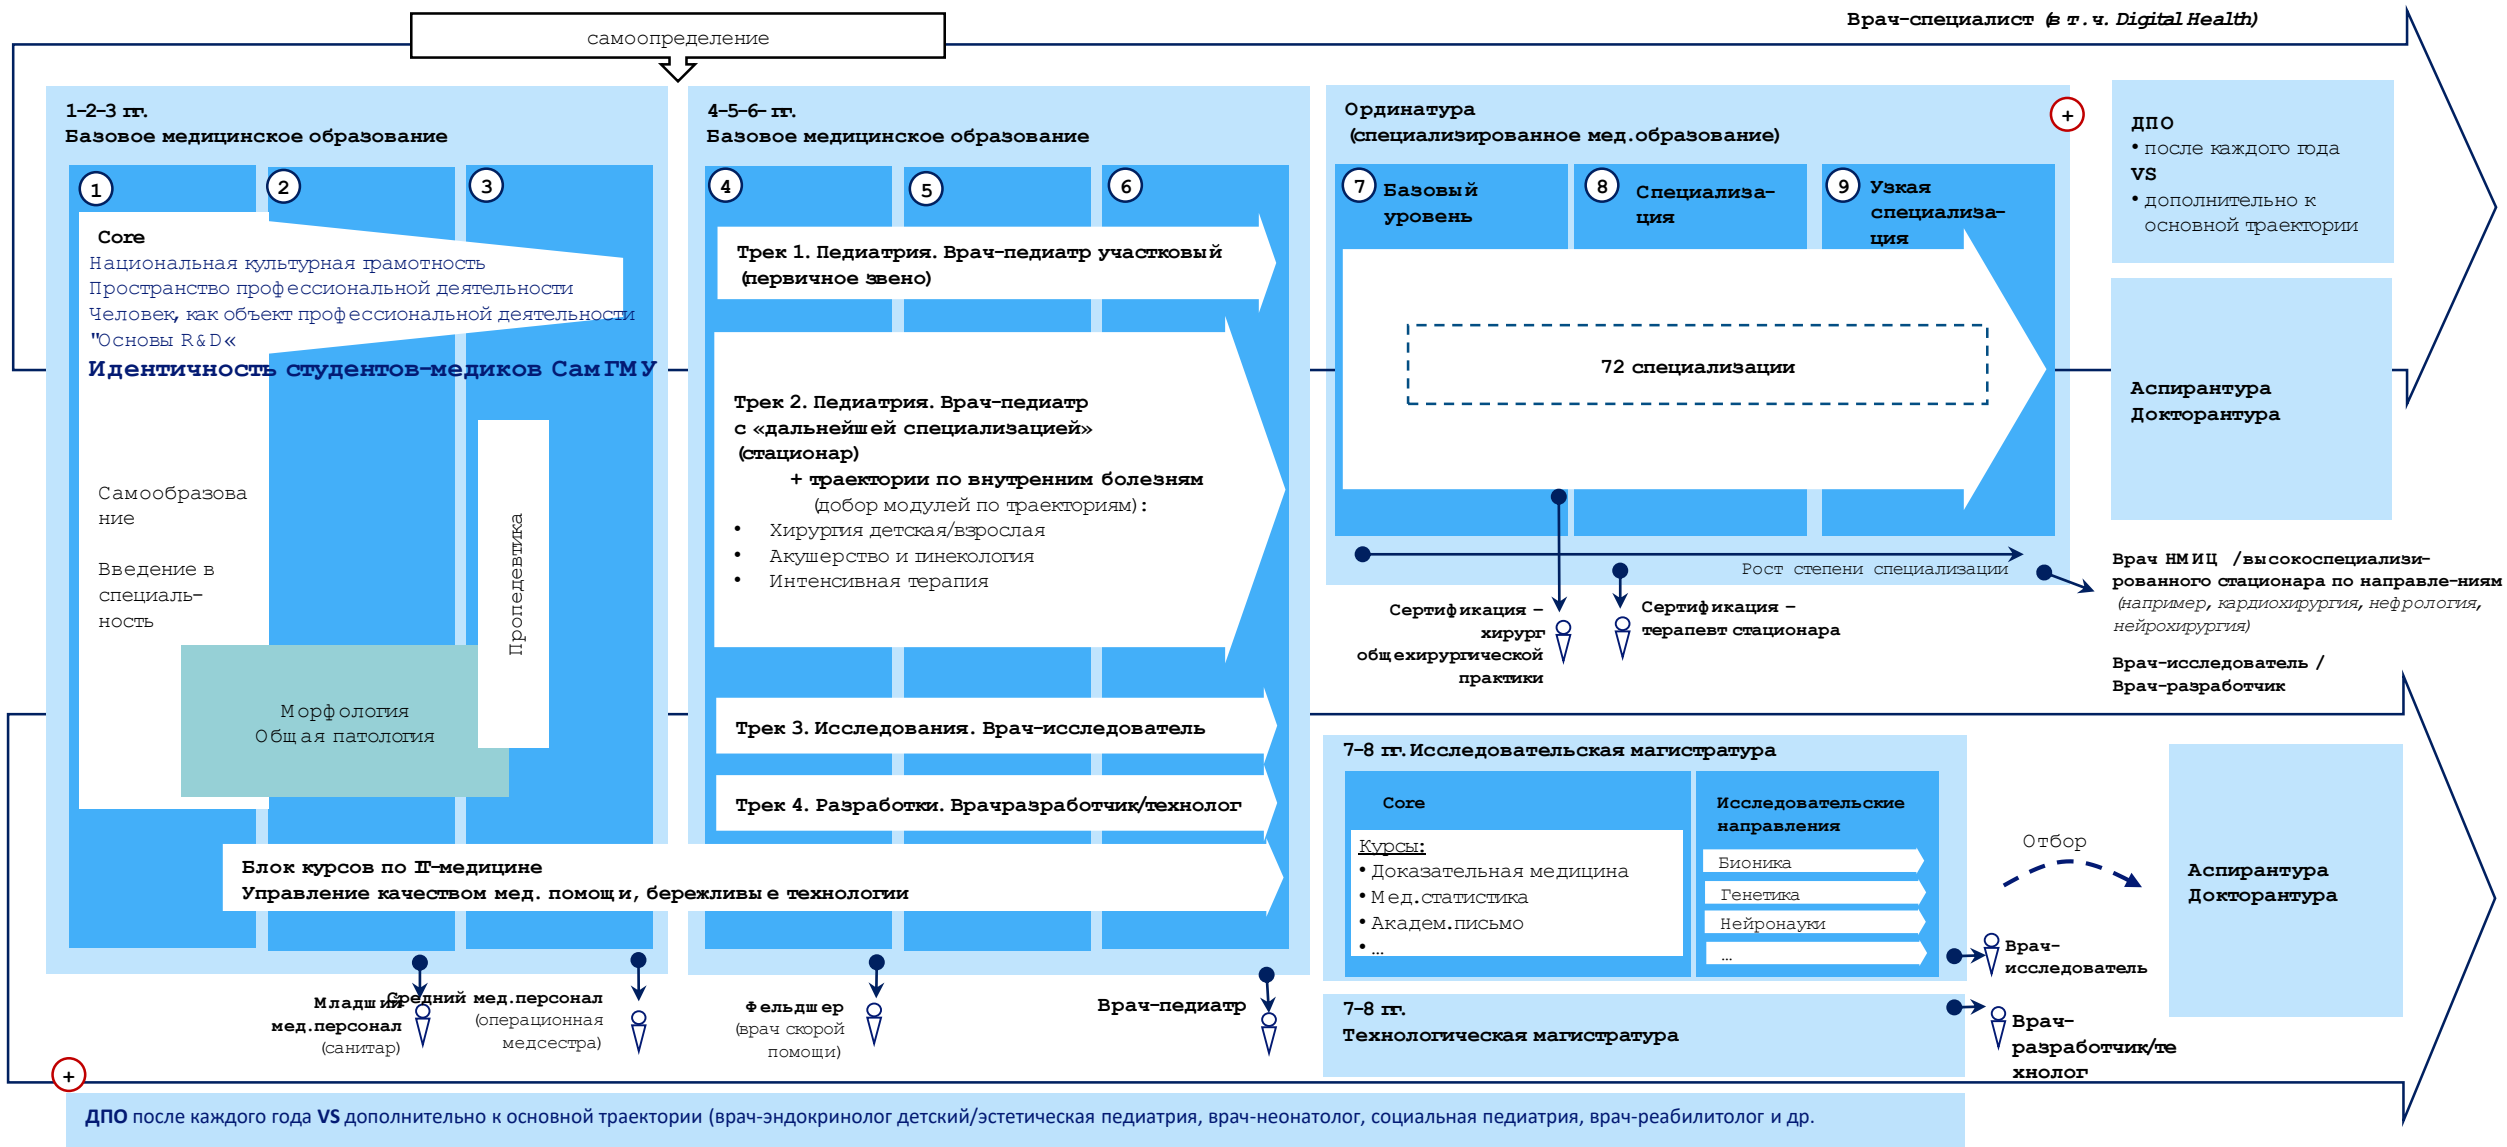 самоопределение
Врач-специалист (в т.ч. Digital Health)
1-2-3 гг.
Базовое медицинское образование
1
2
3
Core
Национальная культурная грамотность
Пространство профессиональной деятельности
Человек, как объект профессиональной деятельности
"Основы R&D«
Идентичность студентов-медиков СамГМУ
Самообразова
ние
Введение в
специаль-
ность
Пропедевтика
Морфология
Общая патология
4-5-6- гг.
Базовое медицинское образование
4
5
6
Трек 1. Педиатрия. Врач-педиатр участковый
(первичное звено)
Трек 2. Педиатрия. Врач-педиатр
с «дальнейшей специализацией»
(стационар)
+ траектории по внутренним болезням
(добор модулей по траекториям):
• Хирургия детская/взрослая
• Акушерство и гинекология
• Интенсивная терапия
Трек 3. Исследования. Врач-исследователь
Трек 4. Разработки. Врачразработчик/технолог
Блок курсов по IT-медицине
Управление качеством мед. помощи, бережливые технологии
Младший
мед.персонал
(санитар)
Средний мед.персонал
(операционная
медсестра)
Фельдшер
(врач скорой
помощи)
Врач-педиатр
Ординатура
(специализированное мед.образование)
+
7 Базовый
уровень
8 Специализа-
ция
9 Узкая
специализа-
ция
72 специализации
Рост степени специализации
Сертификация –
хирург
общехирургической
практики
Сертификация –
терапевт стационара
ДПО
• после каждого года
VS
• дополнительно к
основной траектории
Аспирантура
Докторантура
Врач НМИЦ /высокоспециализи-
рованного стационара по направле-ниям
(например, кардиохирургия, нефрология,
нейрохирургия)
Врач-исследователь /
Врач-разработчик
7-8 гг. Исследовательская магистратура
Core
Курсы:
• Доказательная медицина
• Мед.статистика
• Академ.письмо
• …
Исследовательские
направления
Бионика
Генетика
Нейронауки
…
Отбор
Аспирантура
Докторантура
Врач-
исследователь
7-8 гг.
Технологическая магистратура
Врач-
разработчик/те
хнолог
+
ДПО после каждого года VS дополнительно к основной траектории (врач-эндокринолог детский/эстетическая педиатрия, врач-неонатолог, социальная педиатрия, врач-реабилитолог и др.